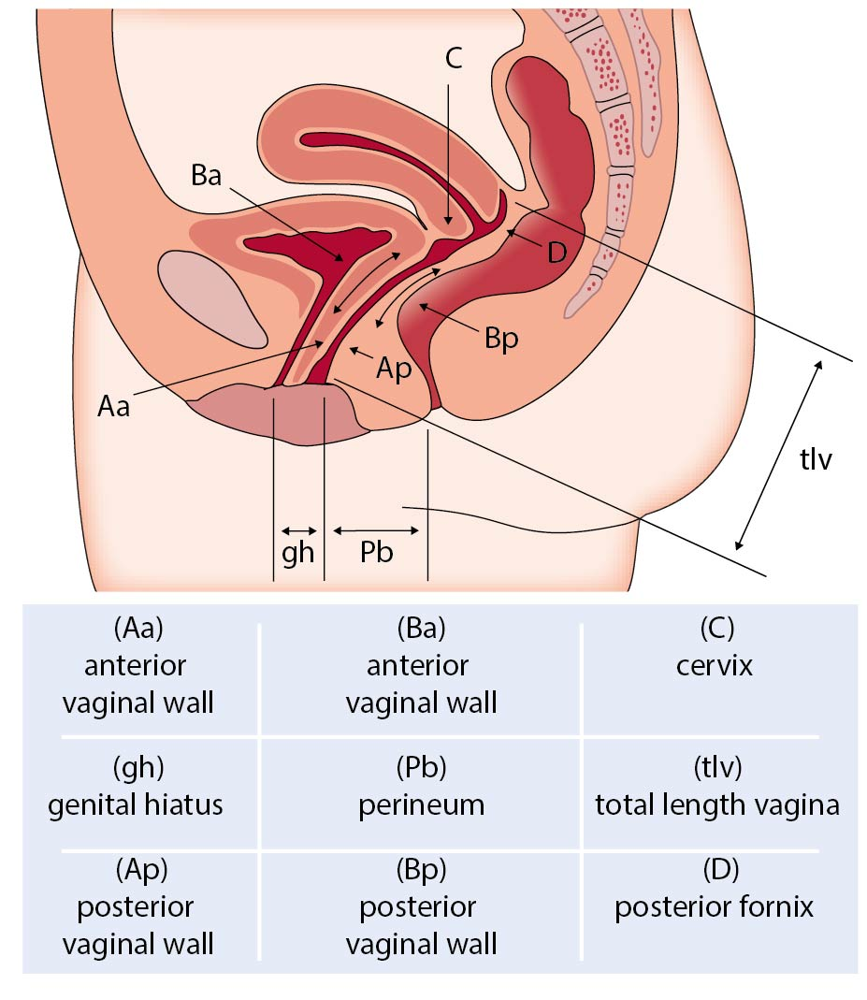 C
Ba
D
Bp
Ap
Aa
tlv
gh
Pb
(Aa)
anterior
vaginal wall
(Ba)
anterior
vaginal wall
(C)
cervix
(gh)
genital hiatus
(Pb)
perineum
(tlv)
total length vagina
(Ap)
posterior
vaginal wall
(Bp)
posterior
vaginal wall
(D)
posterior fornix